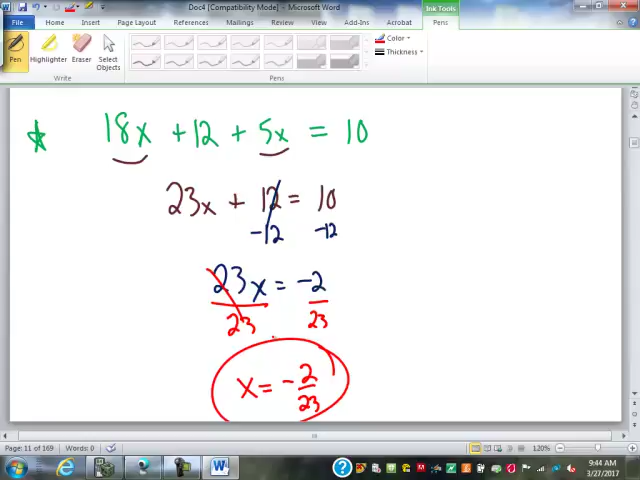 Doc4 [Compatibility Mode] - Microsoft Word
Ink Tools
File Home Insert Page Layout References Mailings Review View Add-Ins Acrobat Pens
Pen Highlighter Eraser Select Objects
Color
Thickness
Write
Pens
18x + 12 + 5x = 10
23x + 12 = 10
-12 -12
23x = -2
23 23
x = -2/23
Page: 11 of 169 Words: 0 120%
9:44 AM
3/27/2017